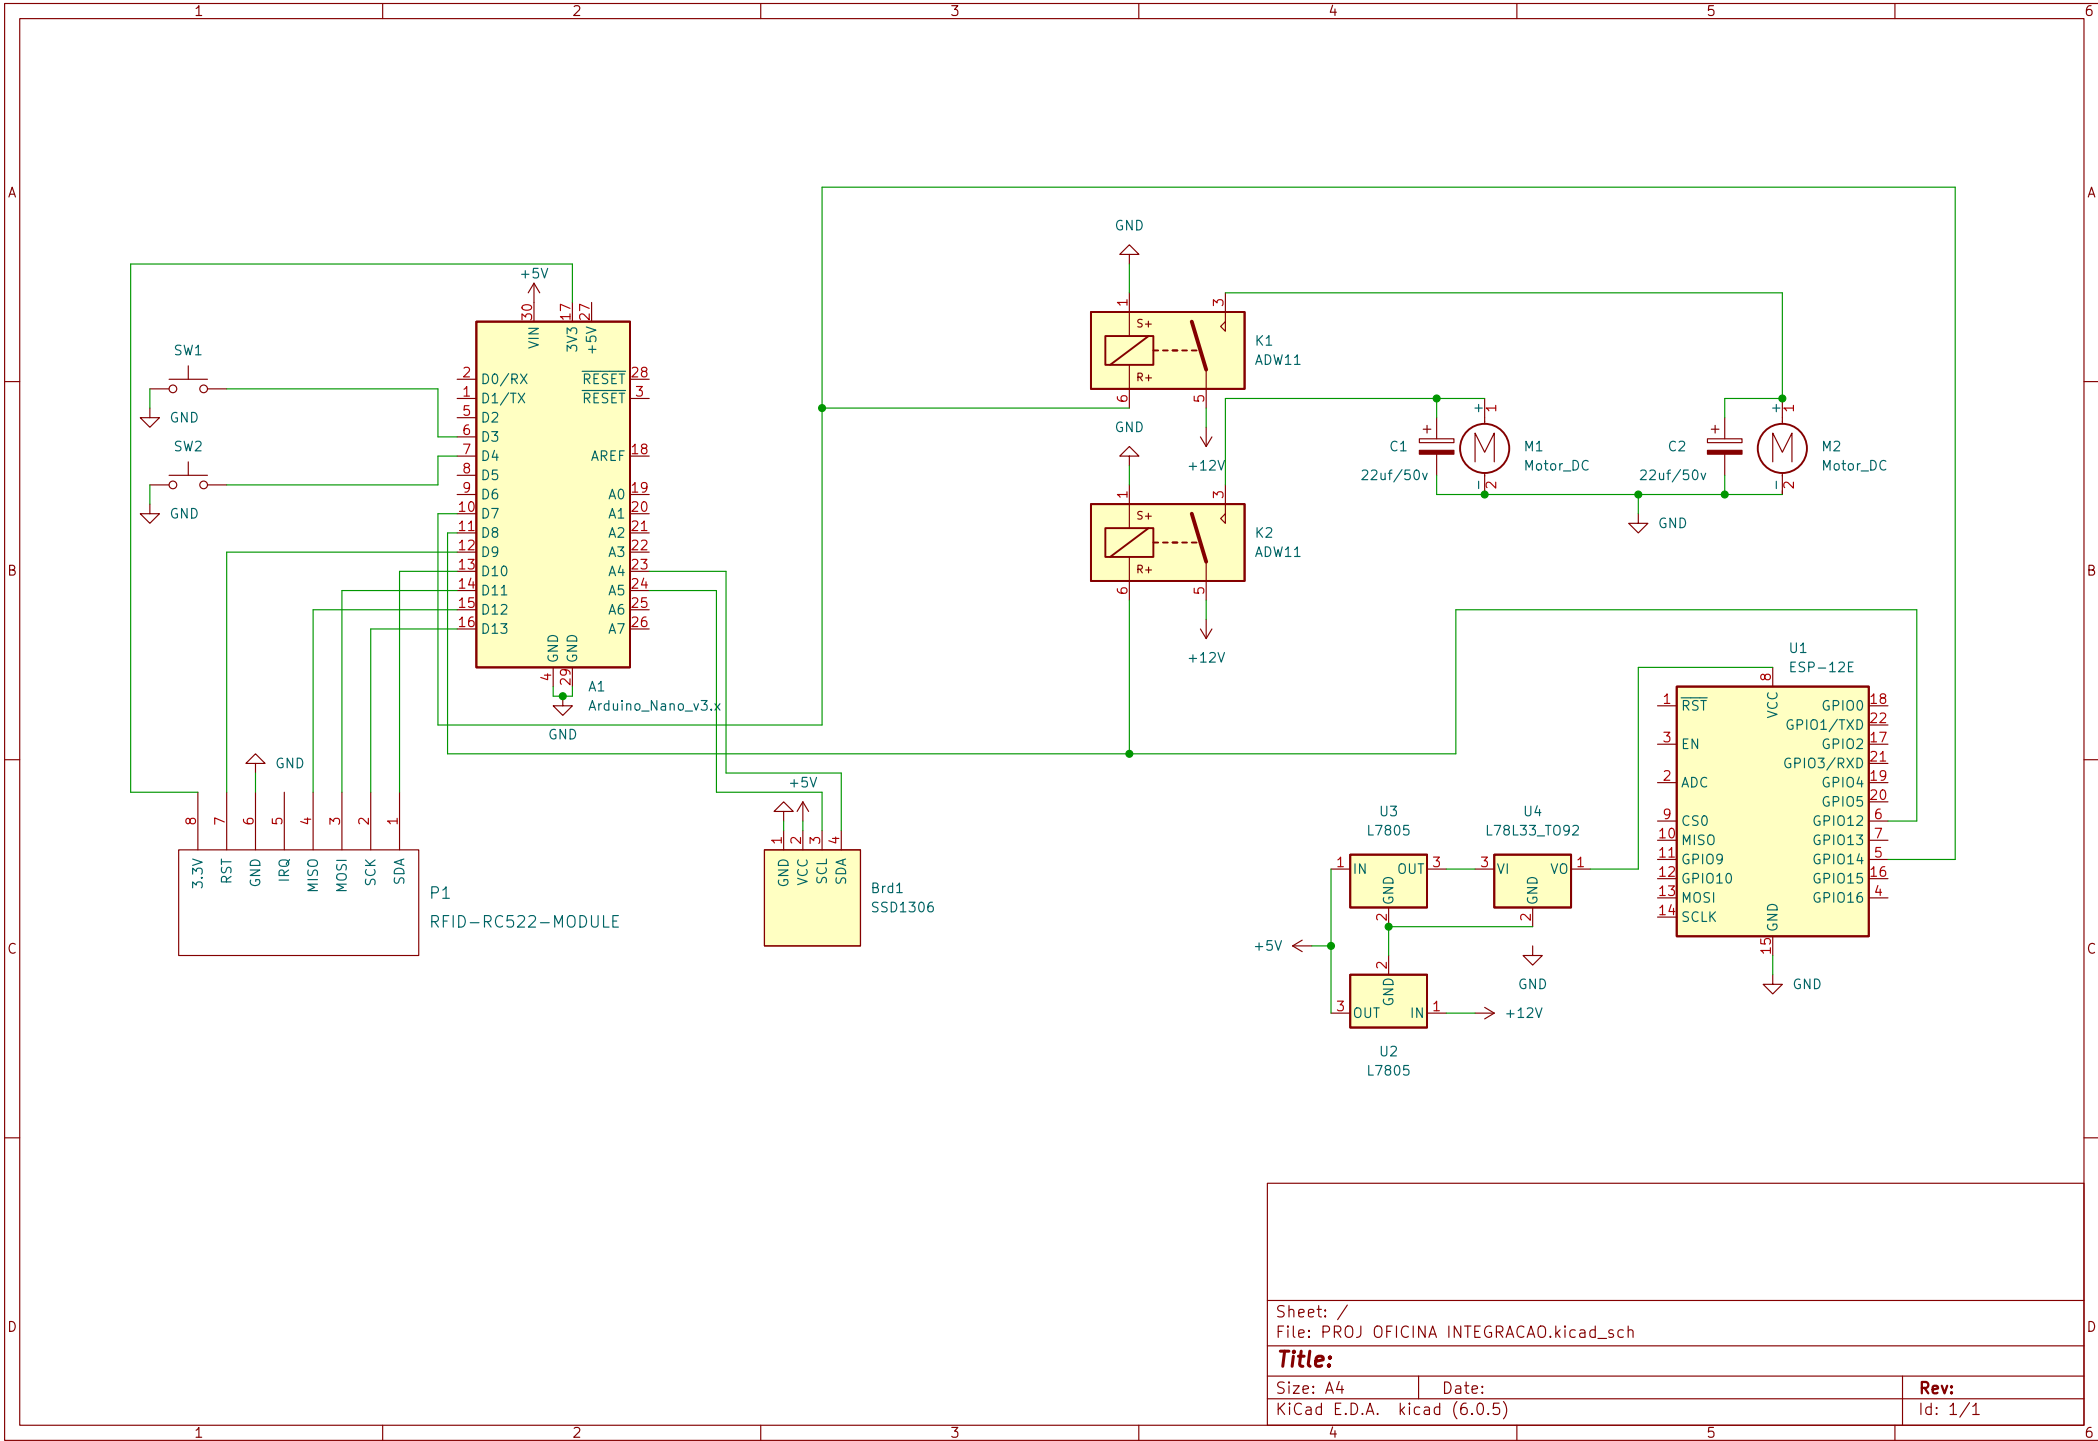 1 2 3 4 5 6
A A
B B
C C
D D
1 2 3 4 5 6
SW1
GND
SW2
GND
+5V
30
17
27
VIN
3V3
+5V
2 D0/RX
1 D1/TX
5 D2
6 D3
7 D4
8 D5
9 D6
10 D7
11 D8
12 D9
13 D10
14 D11
15 D12
16 D13
RESET 28
RESET 3
AREF 18
A0 19
A1 20
A2 21
A3 22
A4 23
A5 24
A6 25
A7 26
GND
GND
4
29
A1
Arduino_Nano_v3.x
GND
GND
8 7 6 5 4 3 2 1
3.3V
RST
GND
IRQ
MISO
MOSI
SCK
SDA
P1
RFID-RC522-MODULE
+5V
1 2 3 4
GND
VCC
SCL
SDA
Brd1
SSD1306
GND
1
3
S+
R+
6
5
K1
ADW11
+12V
GND
1
3
S+
R+
6
5
K2
ADW11
+12V
C1
22uf/50v
+
+
1
M
-
2
M1
Motor_DC
C2
22uf/50v
+
+
1
M
-
2
M2
Motor_DC
GND
U1
ESP-12E
8
VCC
1 RST
3 EN
2 ADC
9 CS0
10 MISO
11 GPIO9
12 GPIO10
13 MOSI
14 SCLK
GPIO0 18
GPIO1/TXD 22
GPIO2 17
GPIO3/RXD 21
GPIO4 19
GPIO5 20
GPIO12 6
GPIO13 7
GPIO14 5
GPIO15 16
GPIO16 4
GND
15
GND
U3
L7805
1 IN OUT 3
GND
2
U4
L78L33_TO92
3 VI VO 1
GND
2
GND
+5V
2
GND
3 OUT IN 1
+12V
U2
L7805
Sheet: /
File: PROJ OFICINA INTEGRACAO.kicad_sch
Title:
Size: A4 Date: Rev:
KiCad E.D.A. kicad (6.0.5) Id: 1/1